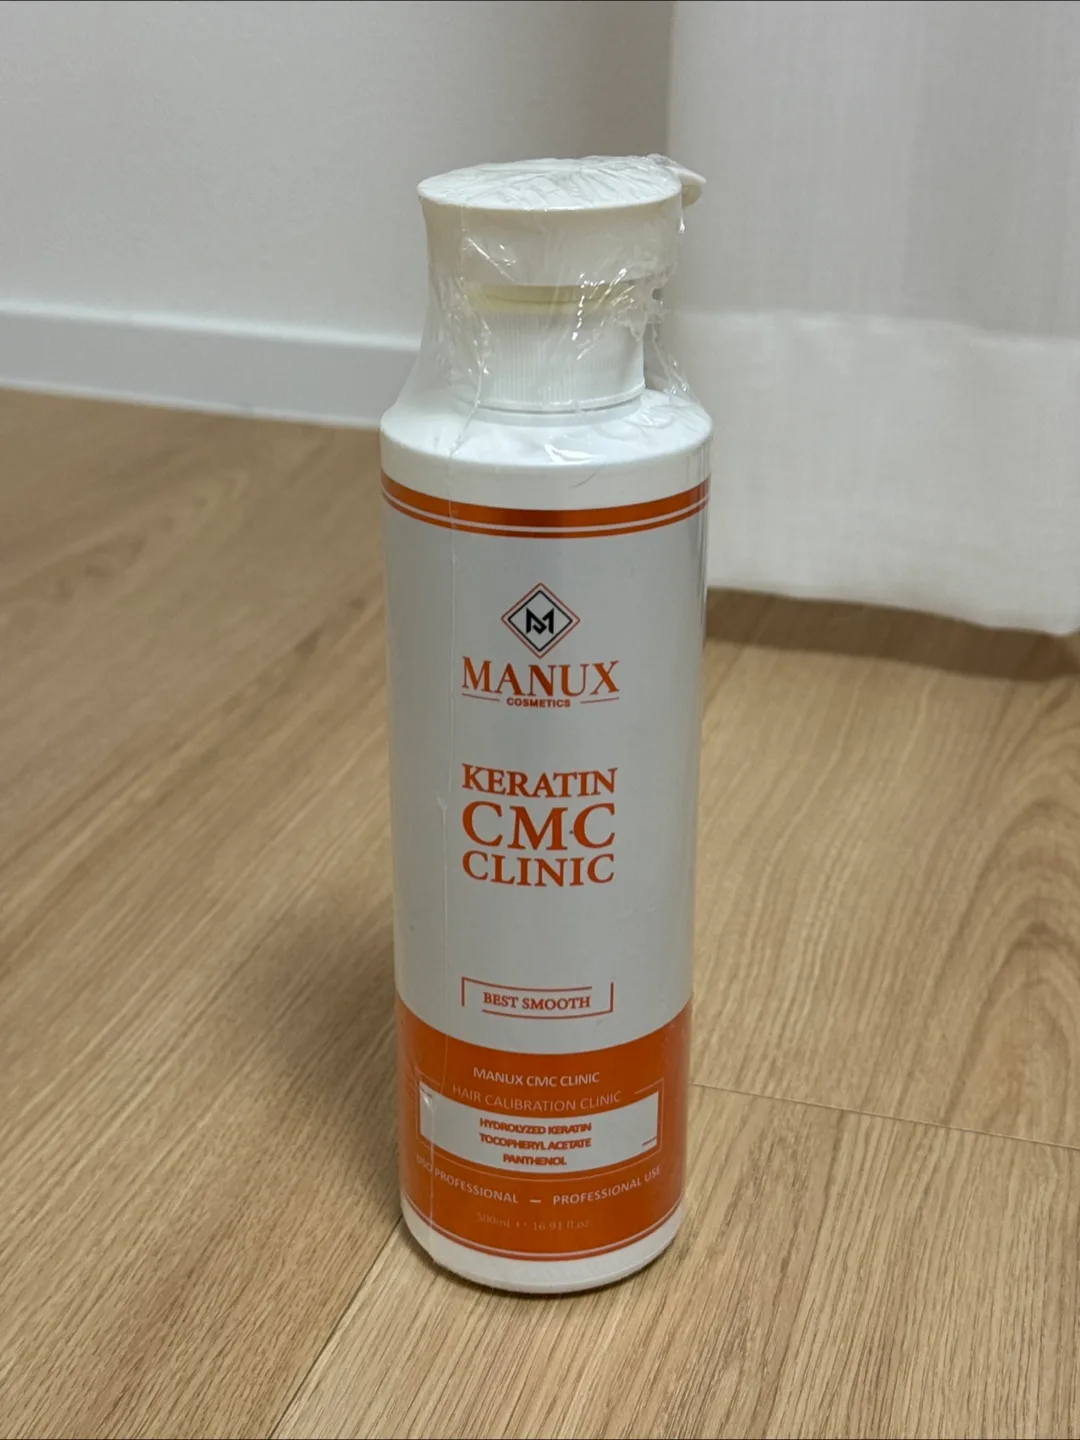 M
MANUX
COSMETICS
KERATIN
CMC
CLINIC
BEST SMOOTH
MANUX CMC CLINIC
HAIR CALIBRATION CLINIC
HYDROLYZED KERATIN
TOCOPHERYL ACETATE
PANTHENOL
PROFESSIONAL — PROFESSIONAL USE
500mL 16.91 fl.oz